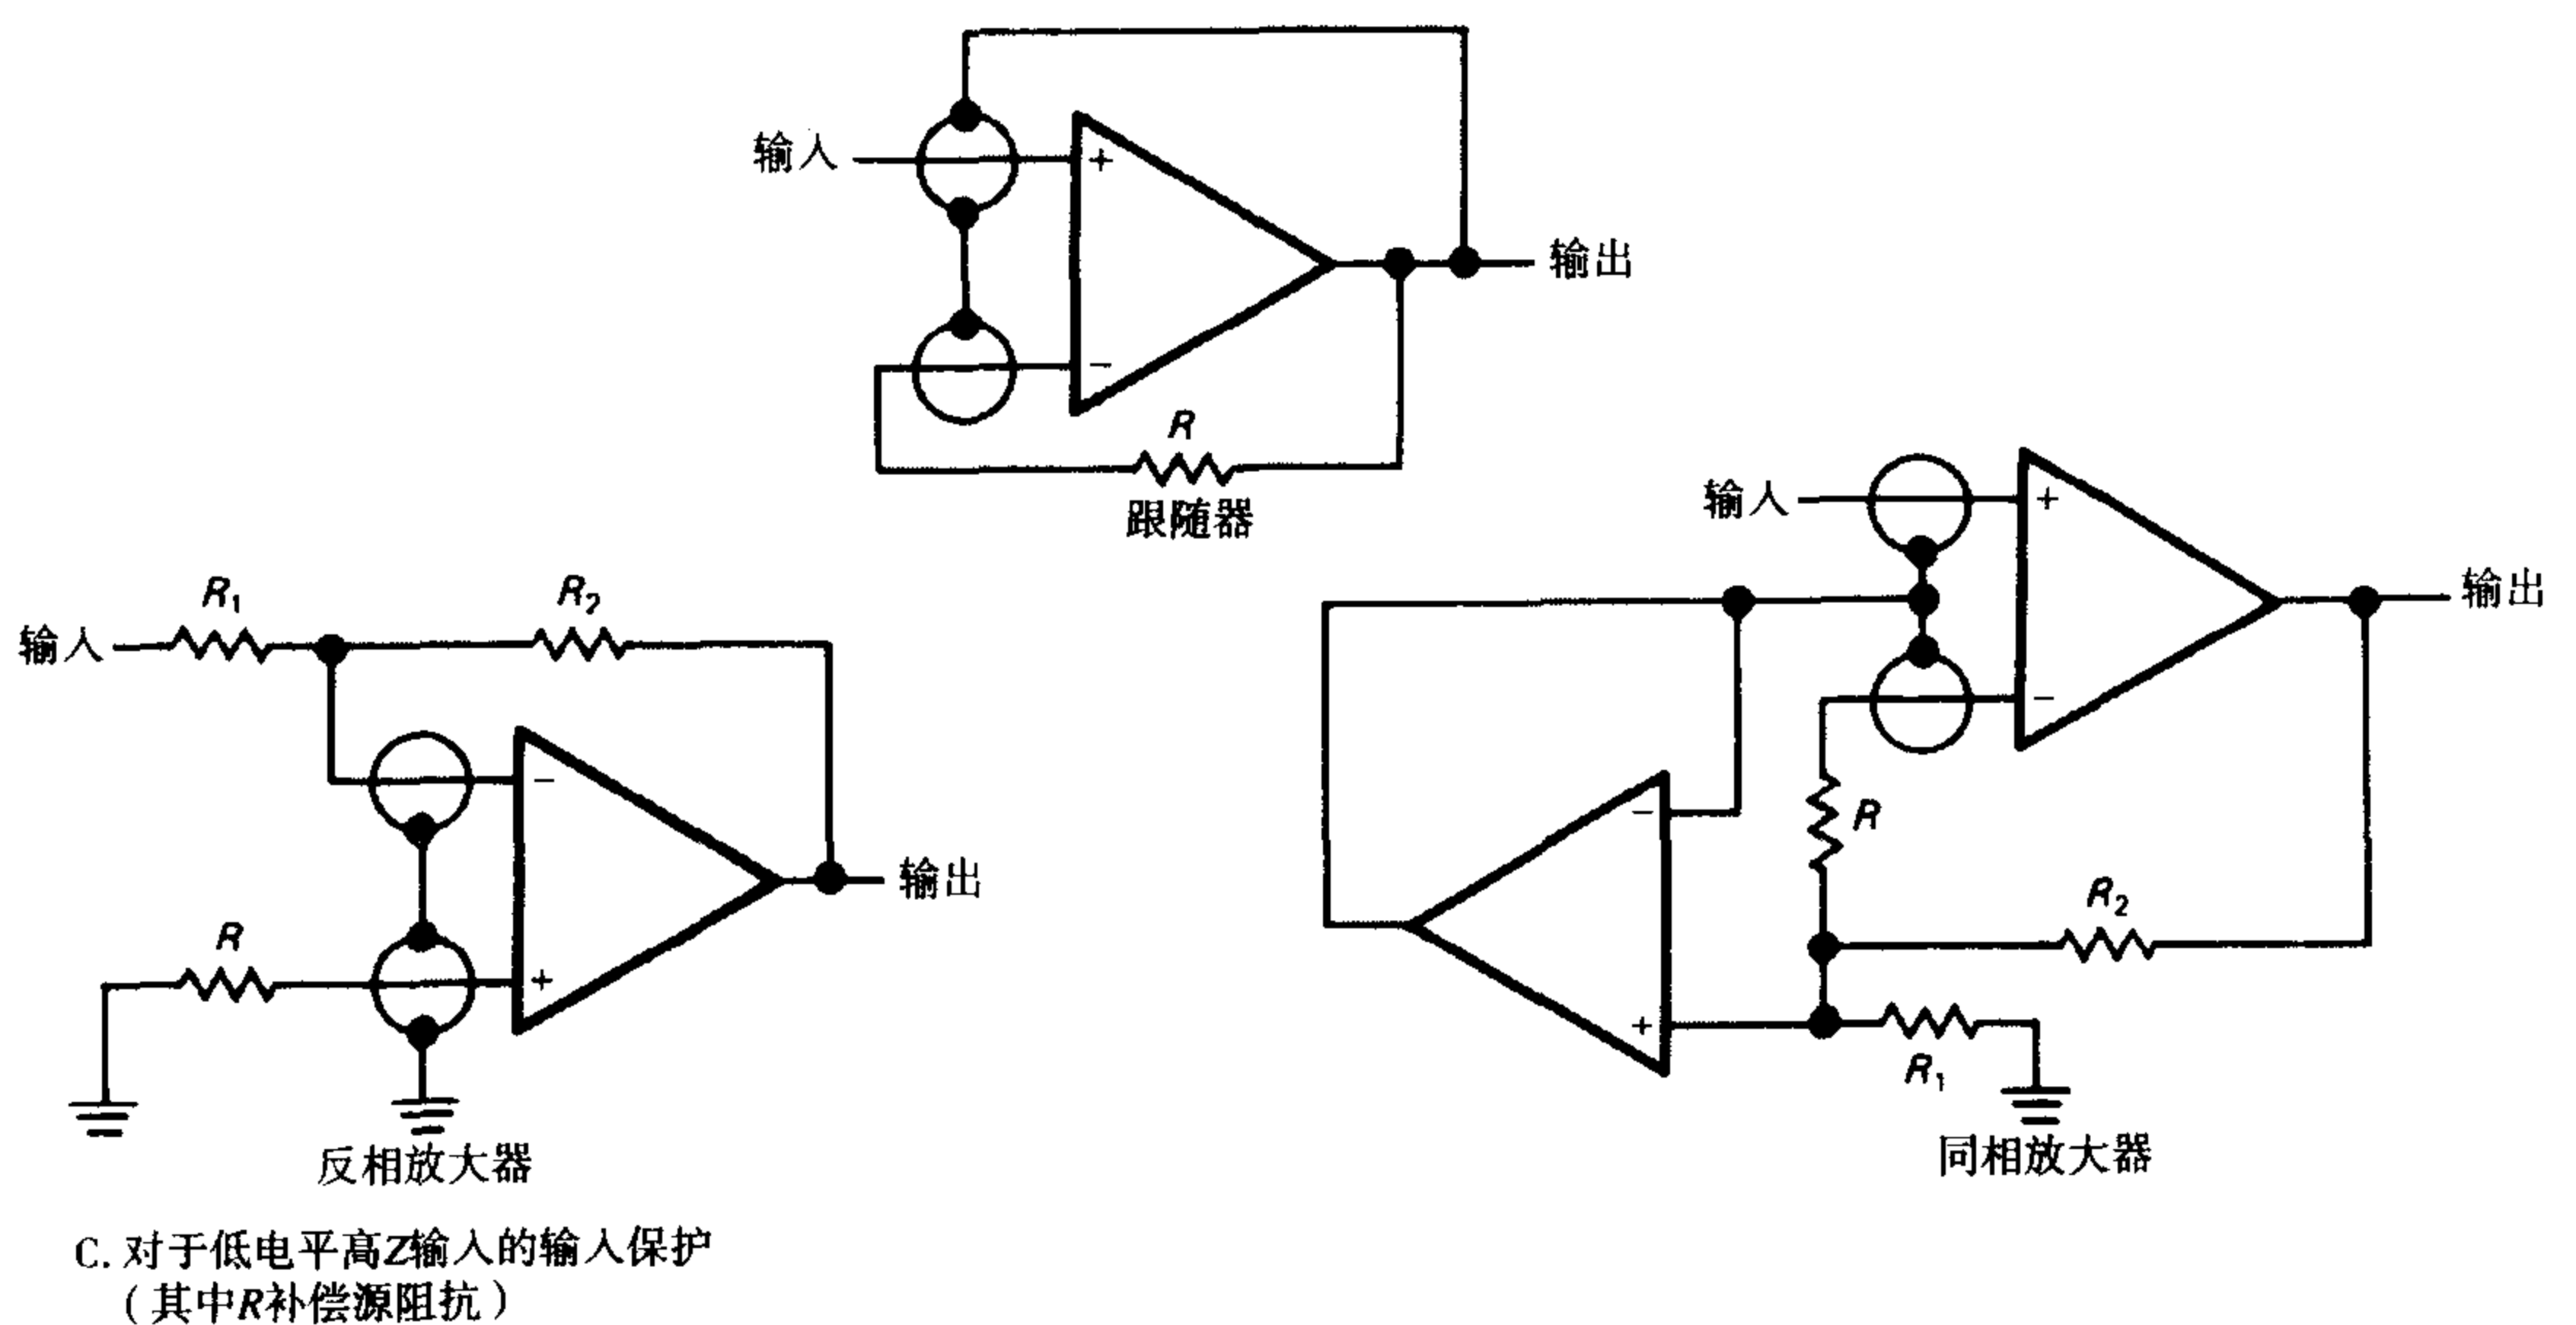 输入
+
−
输出
R
跟随器
R1
R2
输入
−
+
R
输出
反相放大器
输入
+
−
输出
R
−
+
R2
R1
同相放大器
C. 对于低电平高Z输入的输入保护
(其中R补偿源阻抗)